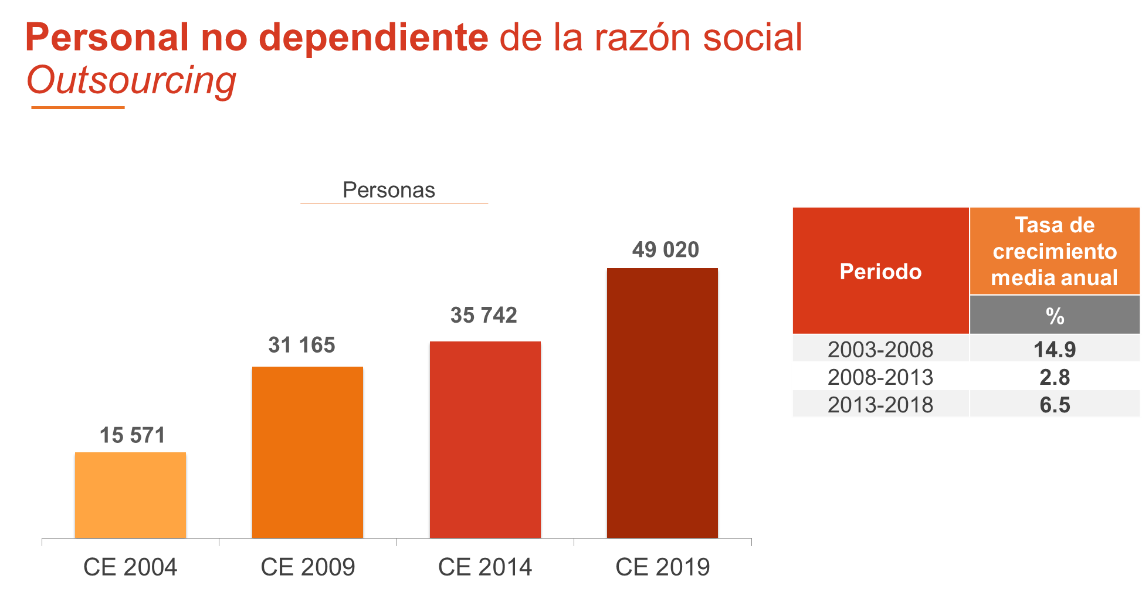 Personal no dependiente de la razón social
Outsourcing
Personas
15 571
31 165
35 742
49 020
CE 2004
CE 2009
CE 2014
CE 2019
Periodo
Tasa de
crecimiento
media anual
%
2003-2008 14.9
2008-2013 2.8
2013-2018 6.5